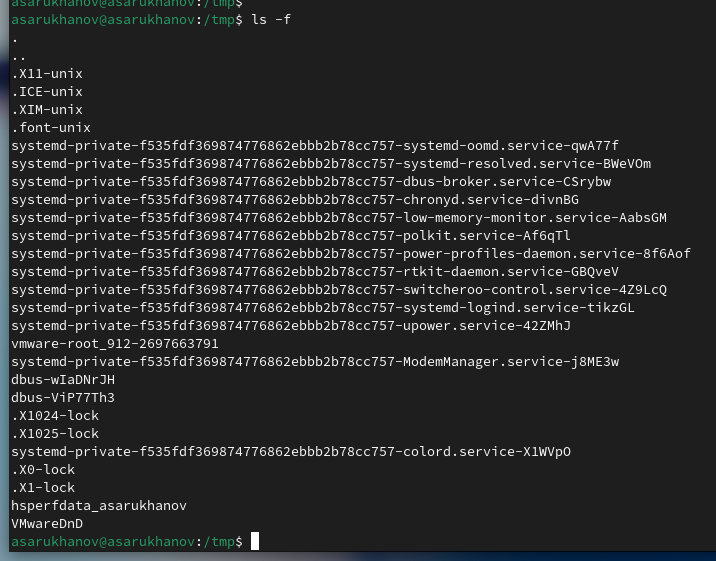 asarukhanov@asarukhanov:/tmp$
asarukhanov@asarukhanov:/tmp$ ls -f
.
..
.X11-unix
.ICE-unix
.XIM-unix
.font-unix
systemd-private-f535fdf369874776862ebbb2b78cc757-systemd-oomd.service-qwA77f
systemd-private-f535fdf369874776862ebbb2b78cc757-systemd-resolved.service-BWeVOm
systemd-private-f535fdf369874776862ebbb2b78cc757-dbus-broker.service-CSrybw
systemd-private-f535fdf369874776862ebbb2b78cc757-chronyd.service-divnBG
systemd-private-f535fdf369874776862ebbb2b78cc757-low-memory-monitor.service-AabsGM
systemd-private-f535fdf369874776862ebbb2b78cc757-polkit.service-Af6qTl
systemd-private-f535fdf369874776862ebbb2b78cc757-power-profiles-daemon.service-8f6Aof
systemd-private-f535fdf369874776862ebbb2b78cc757-rtkit-daemon.service-GBQveV
systemd-private-f535fdf369874776862ebbb2b78cc757-switcheroo-control.service-4Z9LcQ
systemd-private-f535fdf369874776862ebbb2b78cc757-systemd-logind.service-tikzGL
systemd-private-f535fdf369874776862ebbb2b78cc757-upower.service-42ZMhJ
vmware-root_912-2697663791
systemd-private-f535fdf369874776862ebbb2b78cc757-ModemManager.service-j8ME3w
dbus-wIaDNrJH
dbus-ViP77Th3
.X1024-lock
.X1025-lock
systemd-private-f535fdf369874776862ebbb2b78cc757-colord.service-X1WVpO
.X0-lock
.X1-lock
hsperfdata_asarukhanov
VMwareDnD
asarukhanov@asarukhanov:/tmp$